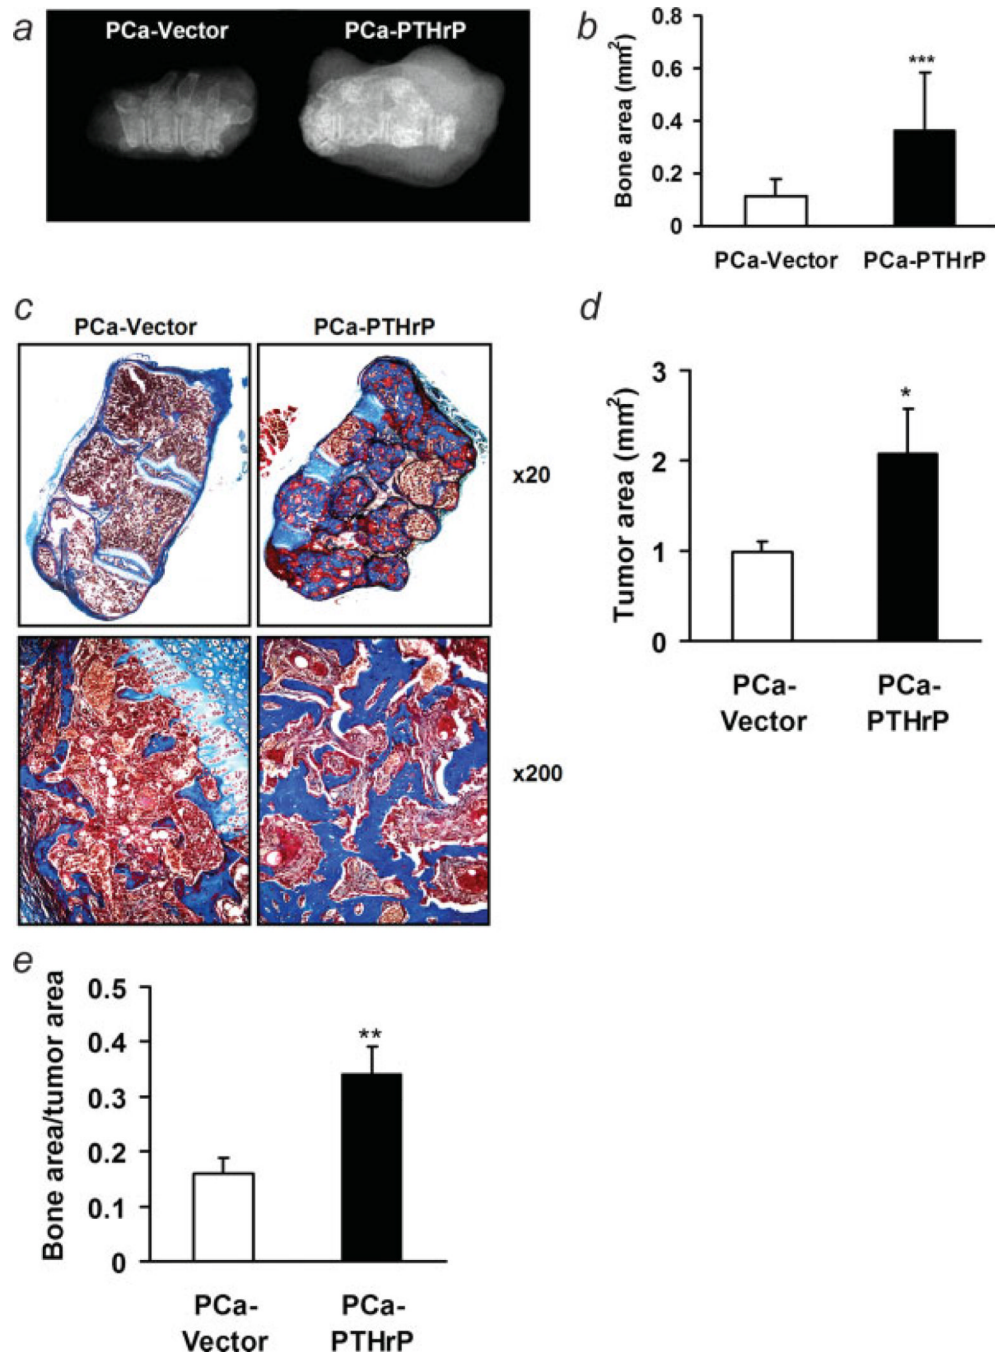 a
PCa-Vector
PCa-PTHrP
b
Bone area (mm²)
0.8
0.6
0.4
0.2
0
***
PCa-Vector
PCa-PTHrP
c
PCa-Vector
PCa-PTHrP
x20
x200
d
Tumor area (mm²)
3
2
1
0
*
PCa-
Vector
PCa-
PTHrP
e
Bone area/tumor area
0.5
0.4
0.3
0.2
0.1
0
**
PCa-
Vector
PCa-
PTHrP